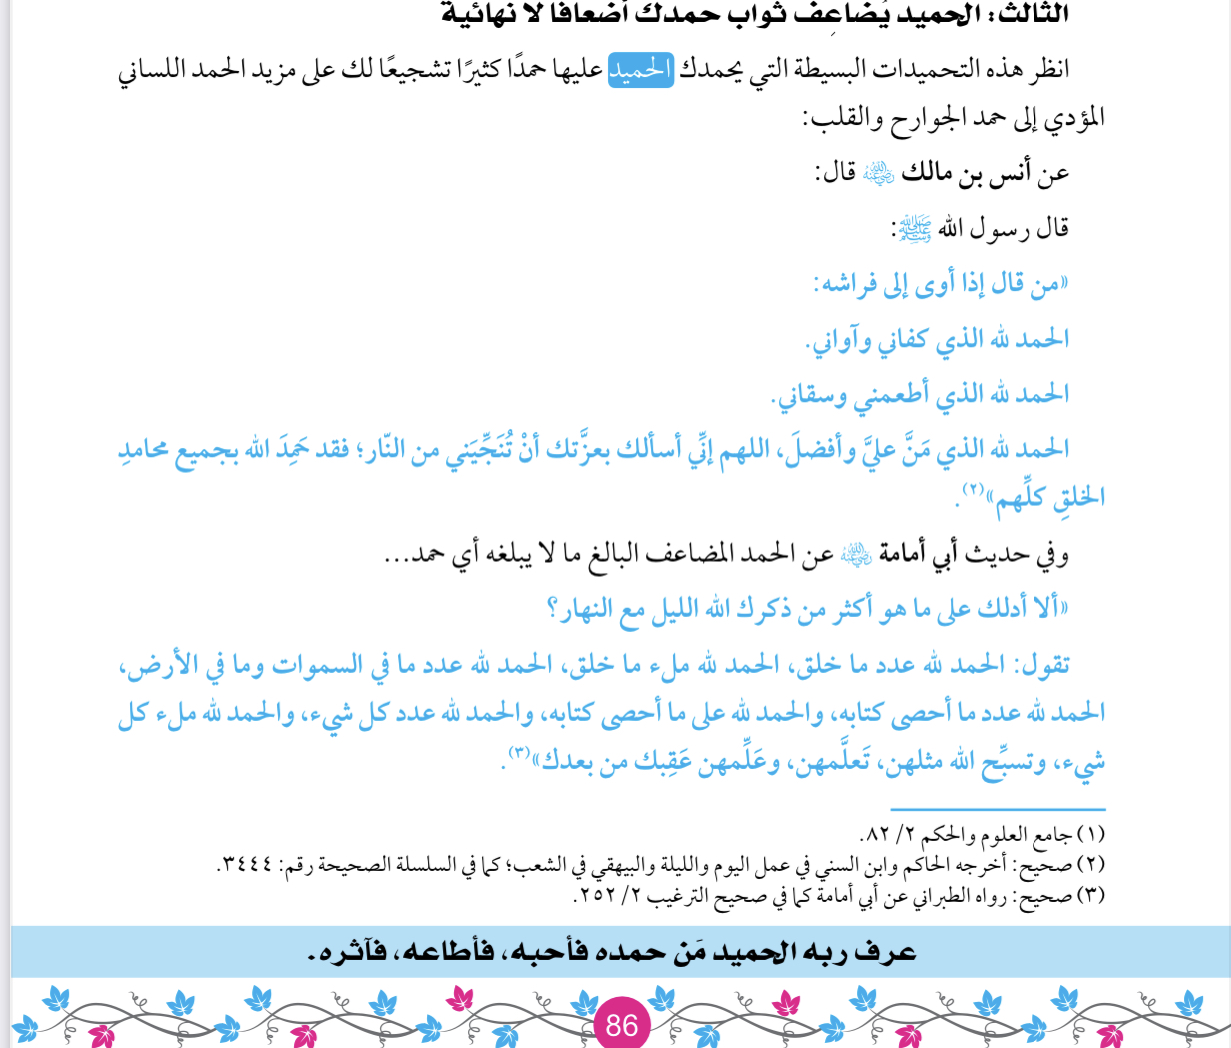 الثالث: الحميد يُضاعِف ثواب حمدك أضعافًا لا نهائية
انظر هذه التحميدات البسيطة التي يحمدك الحميد عليها حمدًا كثيرًا تشجيعًا لك على مزيد الحمد اللساني
المؤدي إلى حمد الجوارح والقلب:
عن أنس بن مالك رضي الله عنه قال:
قال رسول الله ﷺ:
«من قال إذا أوى إلى فراشه:
الحمد لله الذي كفاني وآواني.
الحمد لله الذي أطعمني وسقاني.
الحمد لله الذي مَنَّ عليَّ وأفضلَ، اللهم إنِّي أسألك بعزَّتك أنْ تُنَجِّيَني من النّار؛ فقد حَمِدَ الله بجميع محامدِ
الخلقِ كلِّهم»(٢).
وفي حديث أبي أمامة رضي الله عنه عن الحمد المضاعف البالغ ما لا يبلغه أي حمد...
«ألا أدلك على ما هو أكثر من ذكرك الله الليل مع النهار؟
تقول: الحمد لله عدد ما خلق، الحمد لله ملء ما خلق، الحمد لله عدد ما في السموات وما في الأرض،
الحمد لله عدد ما أحصى كتابه، والحمد لله على ما أحصى كتابه، والحمد لله عدد كل شيء، والحمد لله ملء كل
شيء، وتسبِّح الله مثلهن، تَعلَّمهن، وعَلِّمهن عَقِبك من بعدك»(٣).
(١) جامع العلوم والحكم ٢/ ٨٢.
(٢) صحيح: أخرجه الحاكم وابن السني في عمل اليوم والليلة والبيهقي في الشعب؛ كما في السلسلة الصحيحة رقم: ٣٤٤٤.
(٣) صحيح: رواه الطبراني عن أبي أمامة كما في صحيح الترغيب ٢/ ٢٥٢.
عرف ربه الحميد مَن حمده فأحبه، فأطاعه، فآثره.
86